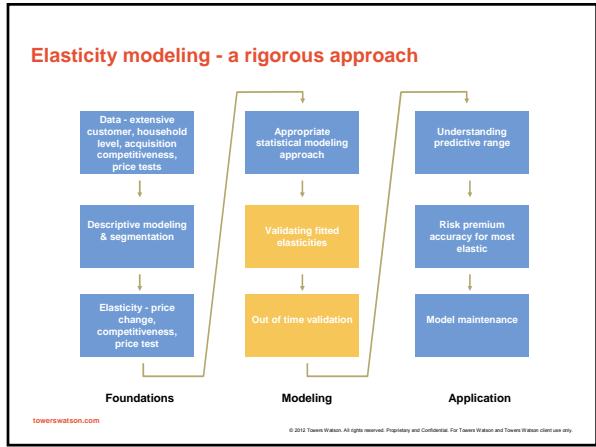 Elasticity modeling - a rigorous approach
Data - extensive
customer, household
level, acquisition
competitiveness,
price tests
Descriptive modeling
& segmentation
Elasticity - price
change,
competitiveness,
price test
Foundations
Appropriate
statistical modeling
approach
Validating fitted
elasticities
Out of time validation
Modeling
Understanding
predictive range
Risk premium
accuracy for most
elastic
Model maintenance
Application
towerswatson.com
© 2012 Towers Watson. All rights reserved. Proprietary and Confidential. For Towers Watson and Towers Watson client use only.